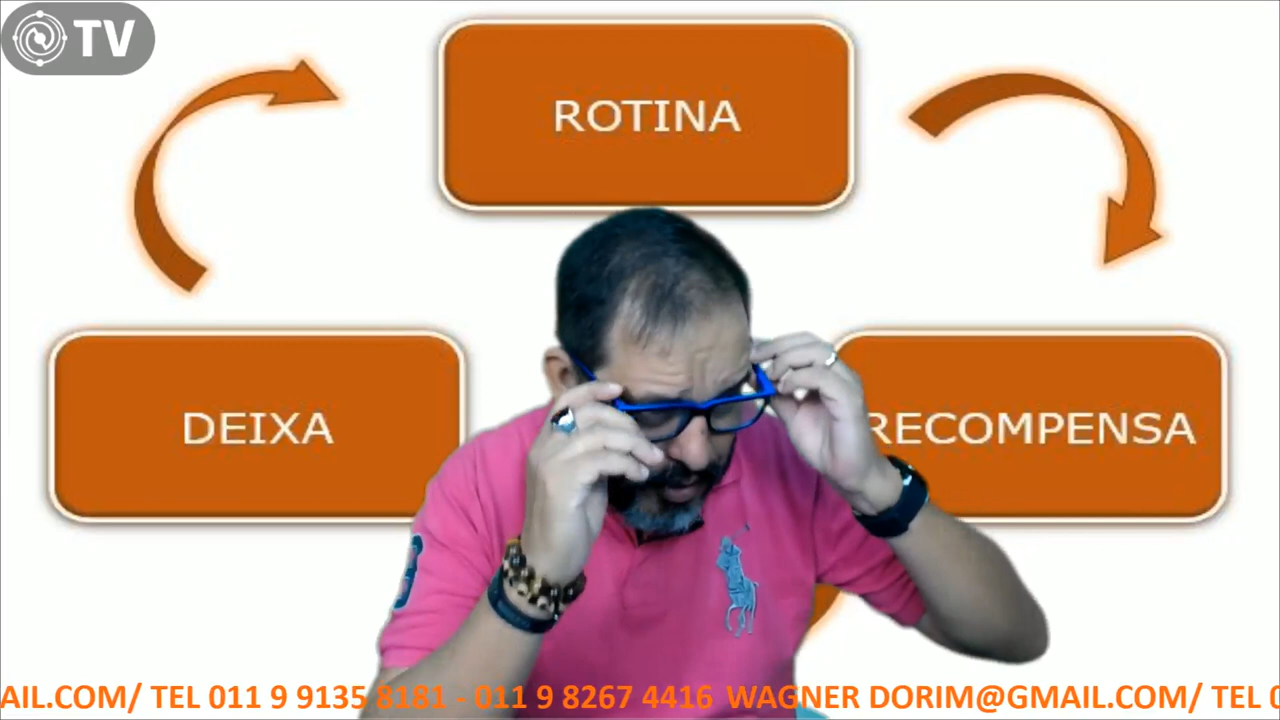 TV
ROTINA
DEIXA
RECOMPENSA
AIL.COM/ TEL 011 9 9135 8181 - 011 9 8267 4416 WAGNER DORIM@GMAIL.COM/ TEL 0